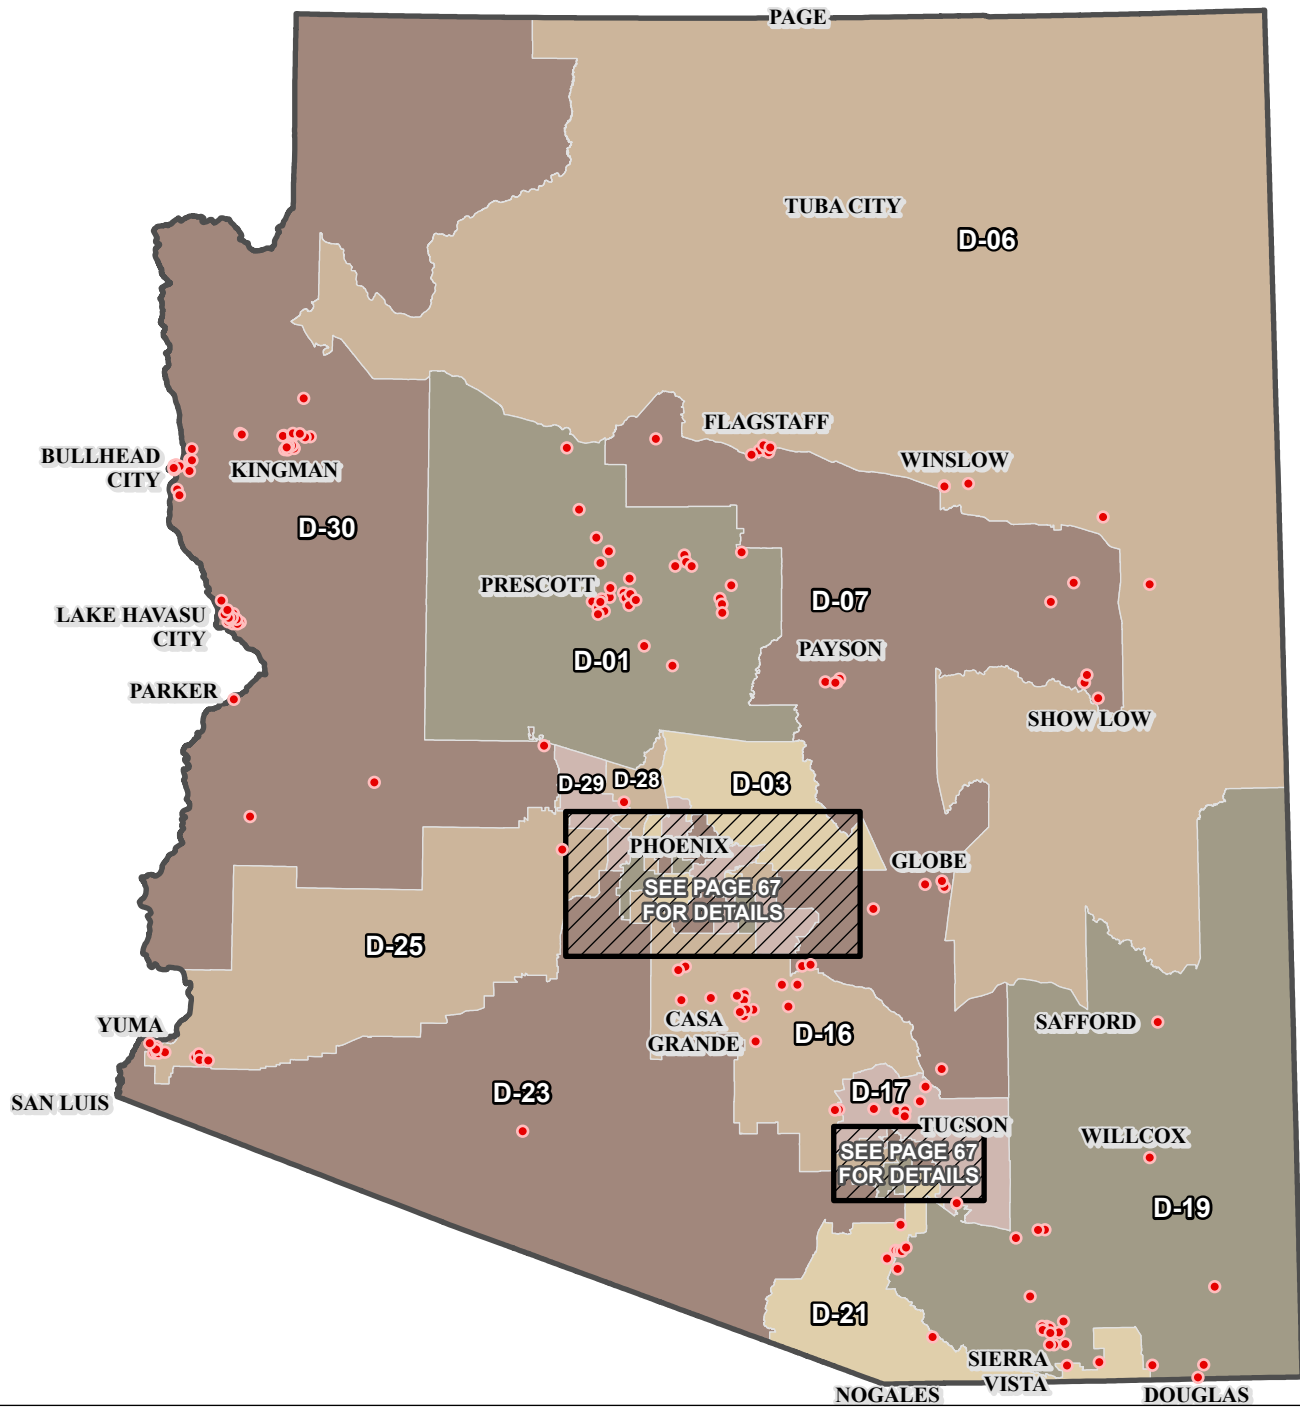 PAGE
TUBA CITY
D-06
FLAGSTAFF
BULLHEAD
CITY
KINGMAN
WINSLOW
D-30
PRESCOTT
D-07
LAKE HAVASU
CITY
PAYSON
D-01
PARKER
SHOW LOW
D-29
D-28
D-03
PHOENIX
GLOBE
SEE PAGE 67
FOR DETAILS
D-25
YUMA
CASA
GRANDE
D-16
SAFFORD
D-23
D-17
SAN LUIS
TUCSON
WILLCOX
SEE PAGE 67
FOR DETAILS
D-19
D-21
SIERRA
VISTA
NOGALES
DOUGLAS